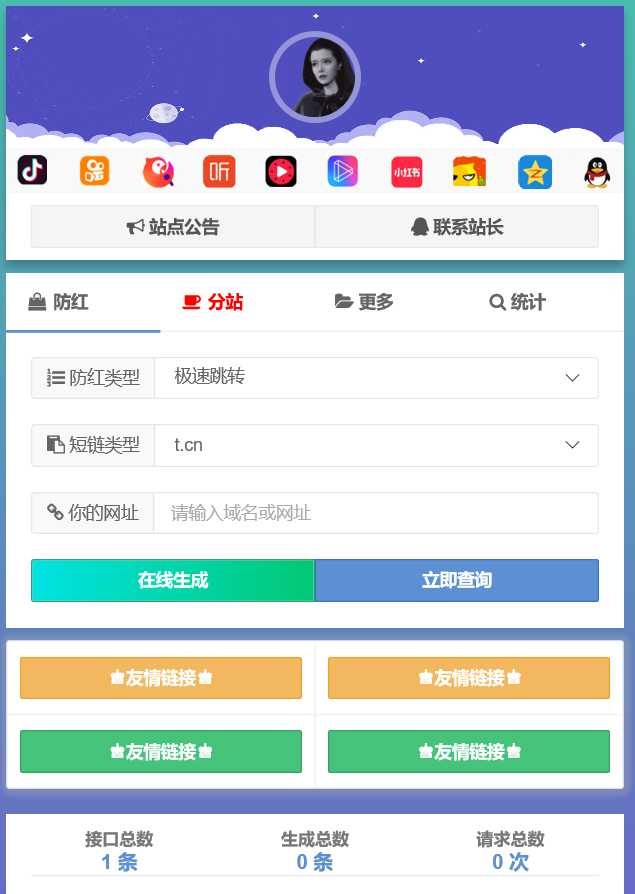 听
小红书
站点公告 联系站长
防红 分站 更多 统计
防红类型 极速跳转
短链类型 t.cn
你的网址 请输入域名或网址
在线生成 立即查询
友情链接 友情链接
友情链接 友情链接
接口总数 生成总数 请求总数
1 条 0 条 0 次